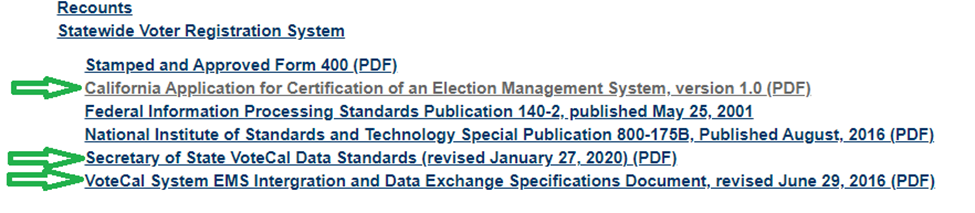 Recounts
Statewide Voter Registration System
Stamped and Approved Form 400 (PDF)
California Application for Certification of an Election Management System, version 1.0 (PDF)
Federal Information Processing Standards Publication 140-2, published May 25, 2001
National Institute of Standards and Technology Special Publication 800-175B, Published August, 2016 (PDF)
Secretary of State VoteCal Data Standards (revised January 27, 2020) (PDF)
VoteCal System EMS Intergration and Data Exchange Specifications Document, revised June 29, 2016 (PDF)